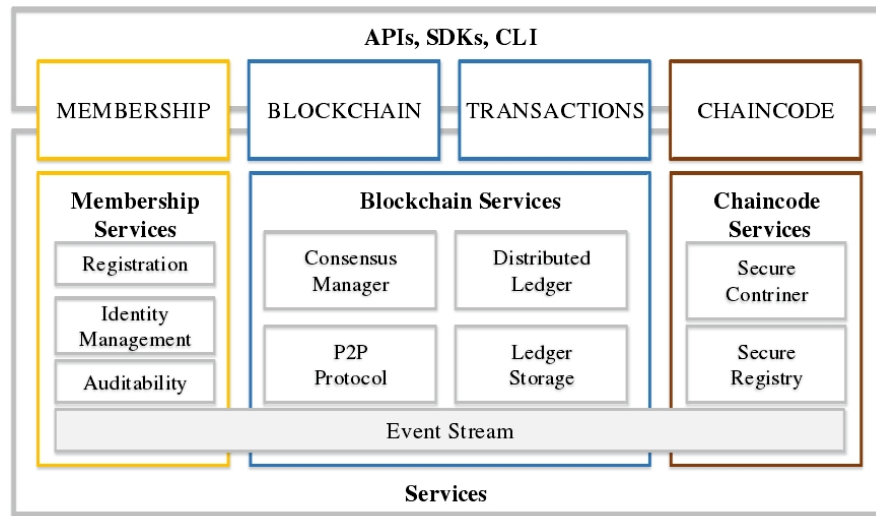 APIs, SDKs, CLI
MEMBERSHIP
BLOCKCHAIN
TRANSACTIONS
CHAINCODE
Membership
Services
Registration
Identity
Management
Auditability
Blockchain Services
Consensus
Manager
Distributed
Ledger
P2P
Protocol
Ledger
Storage
Chaincode
Services
Secure
Contriner
Secure
Registry
Event Stream
Services